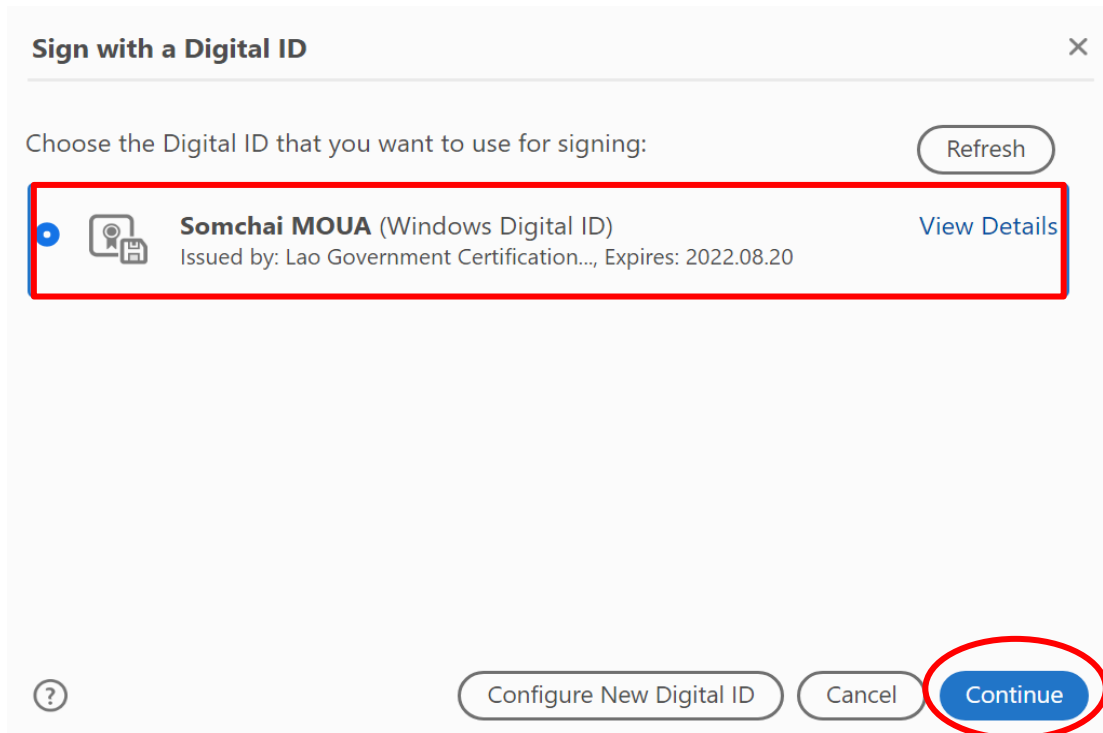 Sign with a Digital ID
Choose the Digital ID that you want to use for signing:
Refresh
Somchai MOUA (Windows Digital ID)
View Details
Issued by: Lao Government Certification..., Expires: 2022.08.20
?
Configure New Digital ID
Cancel
Continue